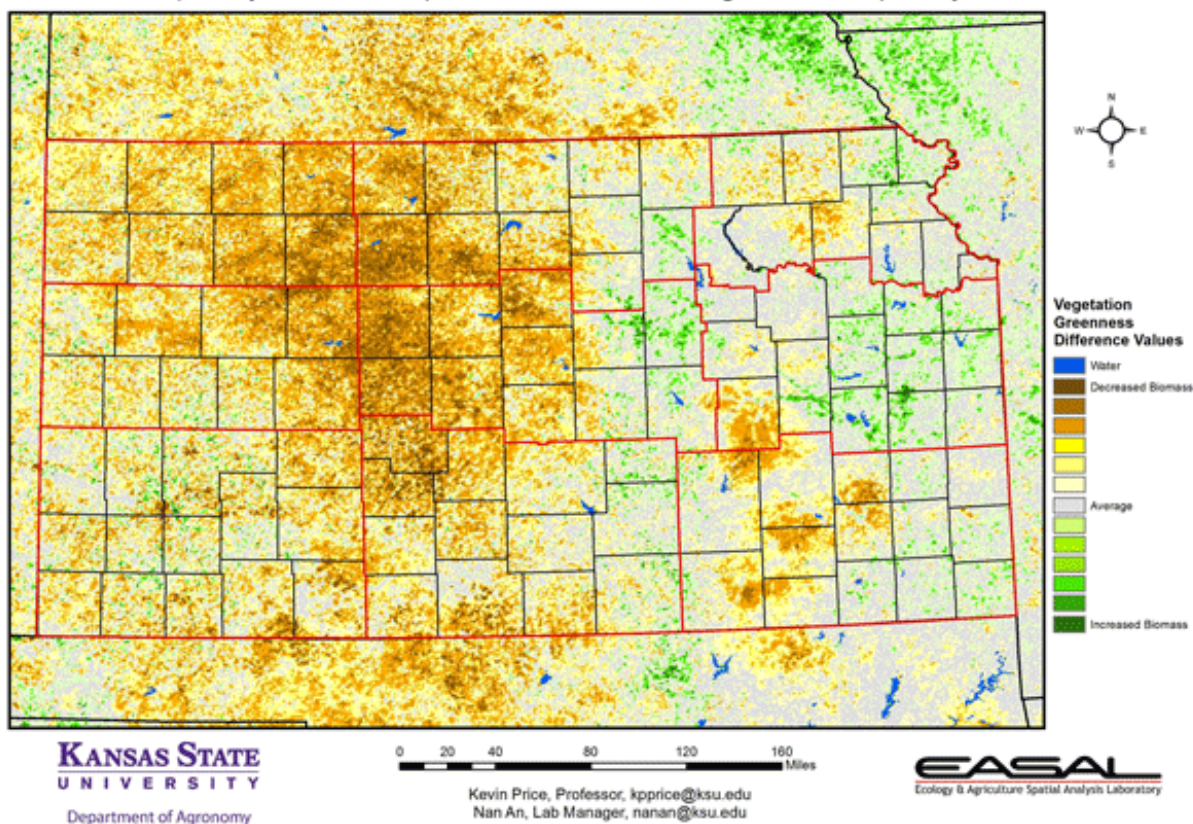 N
W E
S
Vegetation
Greenness
Difference Values
Water
Decreased Biomass
Average
Increased Biomass
KANSAS STATE
UNIVERSITY
Department of Agronomy
0 20 40 80 120 160
Miles
Kevin Price, Professor, kpprice@ksu.edu
Nan An, Lab Manager, nanan@ksu.edu
EASAL
Ecology & Agriculture Spatial Analysis Laboratory